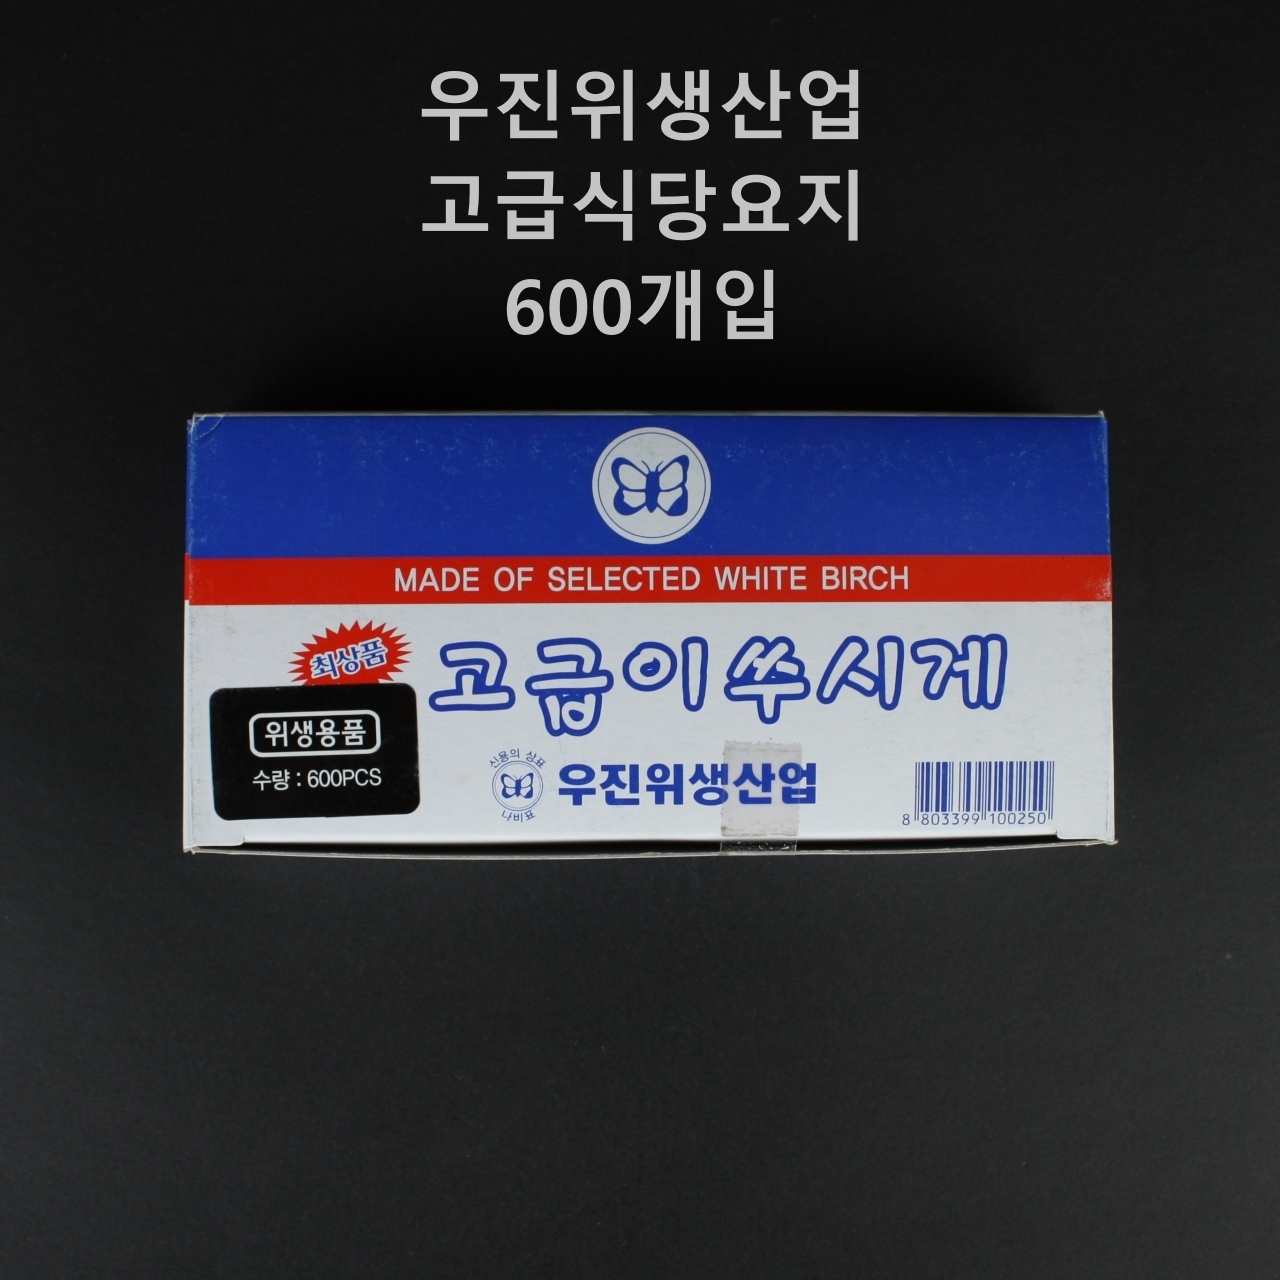 우진위생산업
고급식당요지
600개입
MADE OF SELECTED WHITE BIRCH
최상품
고급이쑤시게
위생용품
수량 : 600PCS
신용의 상표
나비표
우진위생산업
8 803399 100250